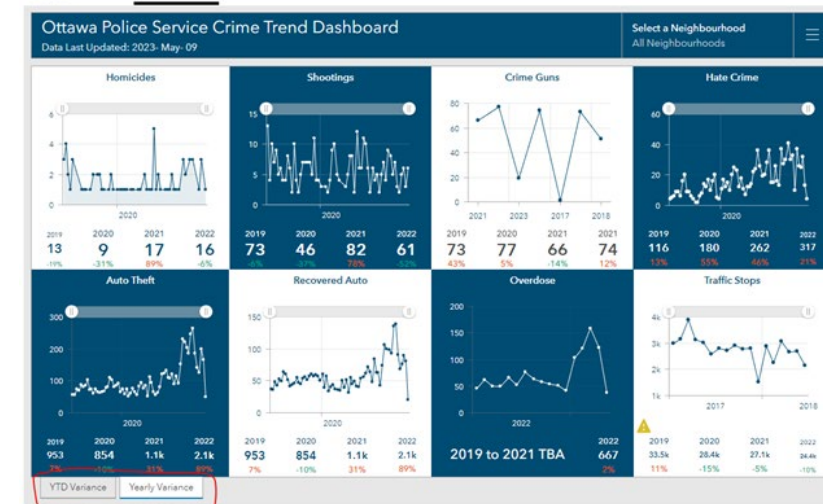 Ottawa Police Service Crime Trend Dashboard
Data Last Updated: 2023- May- 09
Select a Neighbourhood
All Neighbourhoods
Homicides
6
4
2
0
2020
2019 2020 2021 2022
13 9 17 16
-19% -31% 89% -6%
Shootings
15
10
5
0
2020
2019 2020 2021 2022
73 46 82 61
-6% -37% 78% -52%
Crime Guns
80
60
40
20
0
2021 2023 2017 2018
2019 2020 2021 2022
73 77 66 74
43% 5% -14% 12%
Hate Crime
60
40
20
0
2020
2019 2020 2021 2022
116 180 262 317
13% 55% 46% 21%
Auto Theft
300
200
100
0
2020
2019 2020 2021 2022
953 854 1.1k 2.1k
7% -10% 31% 89%
Recovered Auto
150
100
50
0
2020
2019 2020 2021 2022
953 854 1.1k 2.1k
7% -10% 31% 89%
Overdose
200
150
100
50
0
2022
2022
2019 to 2021 TBA 667
2%
Traffic Stops
4k
3k
2k
1k
2017 2018
2019 2020 2021 2022
33.5k 28.4k 27.1k 24.4k
11% -15% -5% -10%
YTD Variance Yearly Variance